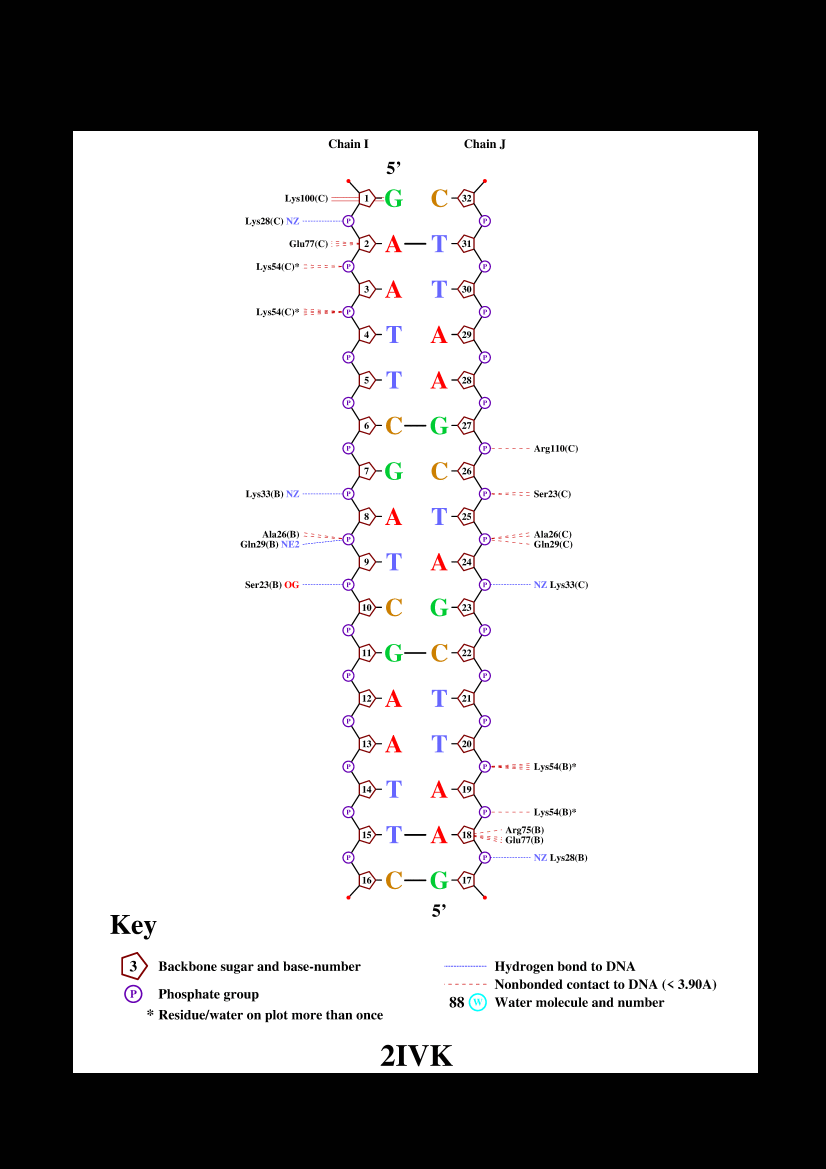 Chain I Chain J
5’
Lys100(C) 1 G C 32
Lys28(C) NZ P P
Glu77(C) 2 A T 31
Lys54(C)* P P
3 A T 30
Lys54(C)* P P
4 T A 29
P P
5 T A 28
P P
6 C G 27
P P Arg110(C)
7 G C 26
Lys33(B) NZ P P Ser23(C)
8 A T 25
Ala26(B) Ala26(C)
P P
Gln29(B) NE2 Gln29(C)
9 T A 24
Ser23(B) OG P P NZ Lys33(C)
10 C G 23
P P
11 G C 22
P P
12 A T 21
P P
13 A T 20
P P Lys54(B)*
14 T A 19
P P Lys54(B)*
15 T A 18 Arg75(B)
Glu77(B)
P P NZ Lys28(B)
16 C G 17
5’
Key
3 Backbone sugar and base-number Hydrogen bond to DNA
Nonbonded contact to DNA (< 3.90A)
P Phosphate group
88 W Water molecule and number
* Residue/water on plot more than once
2IVK